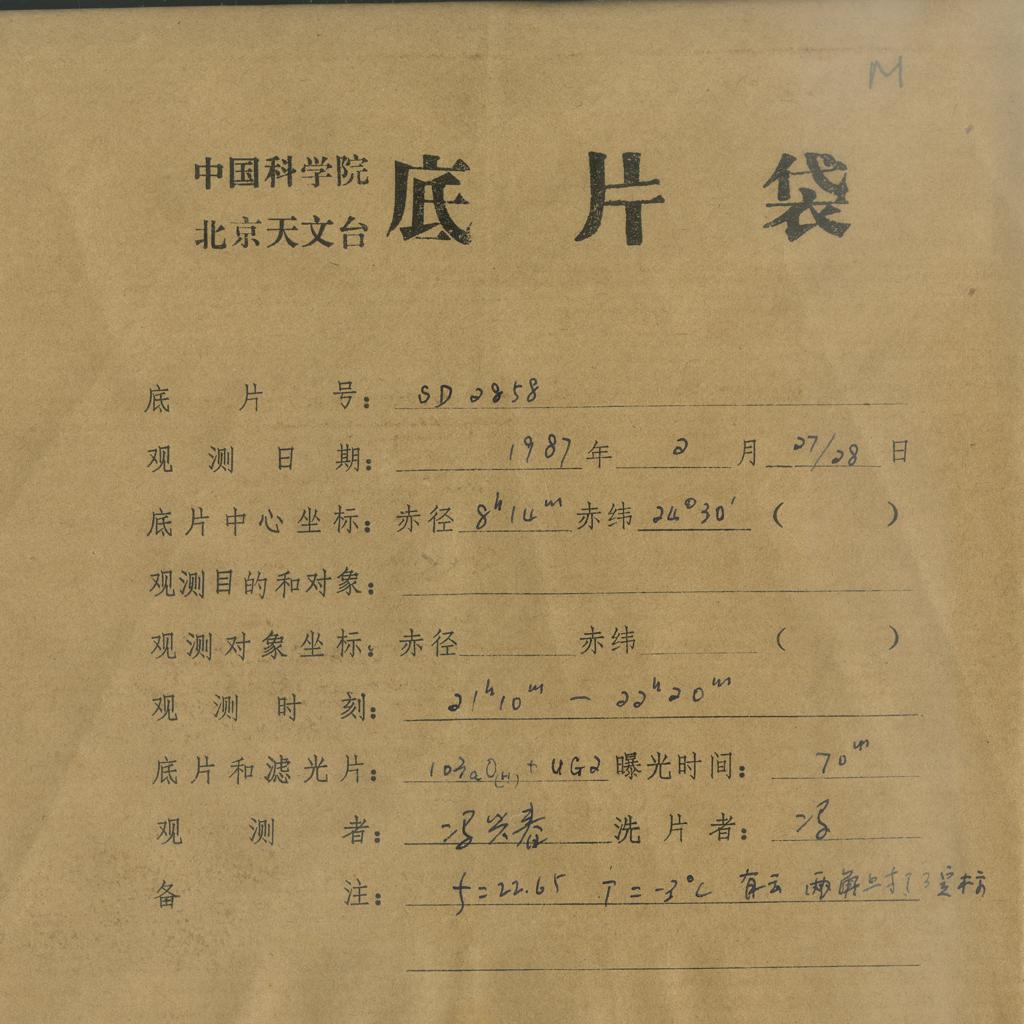 M
中国科学院
北京天文台
底片袋
底片号: SD 2858
观测日期: 1987年 2月 27/28日
底片中心坐标: 赤径 8ʰ14ᵐ 赤纬 24°30′ ( )
观测目的和对象:
观测对象坐标: 赤径 赤纬 ( )
观测时刻: 21ʰ10ᵐ — 22ʰ20ᵐ
底片和滤光片: 103aO(H) + UG2 曝光时间: 70ᵐ
观测者: 冯兴春 洗片者: 冯
备注: f=22.65 T=-3°C 有云 两角